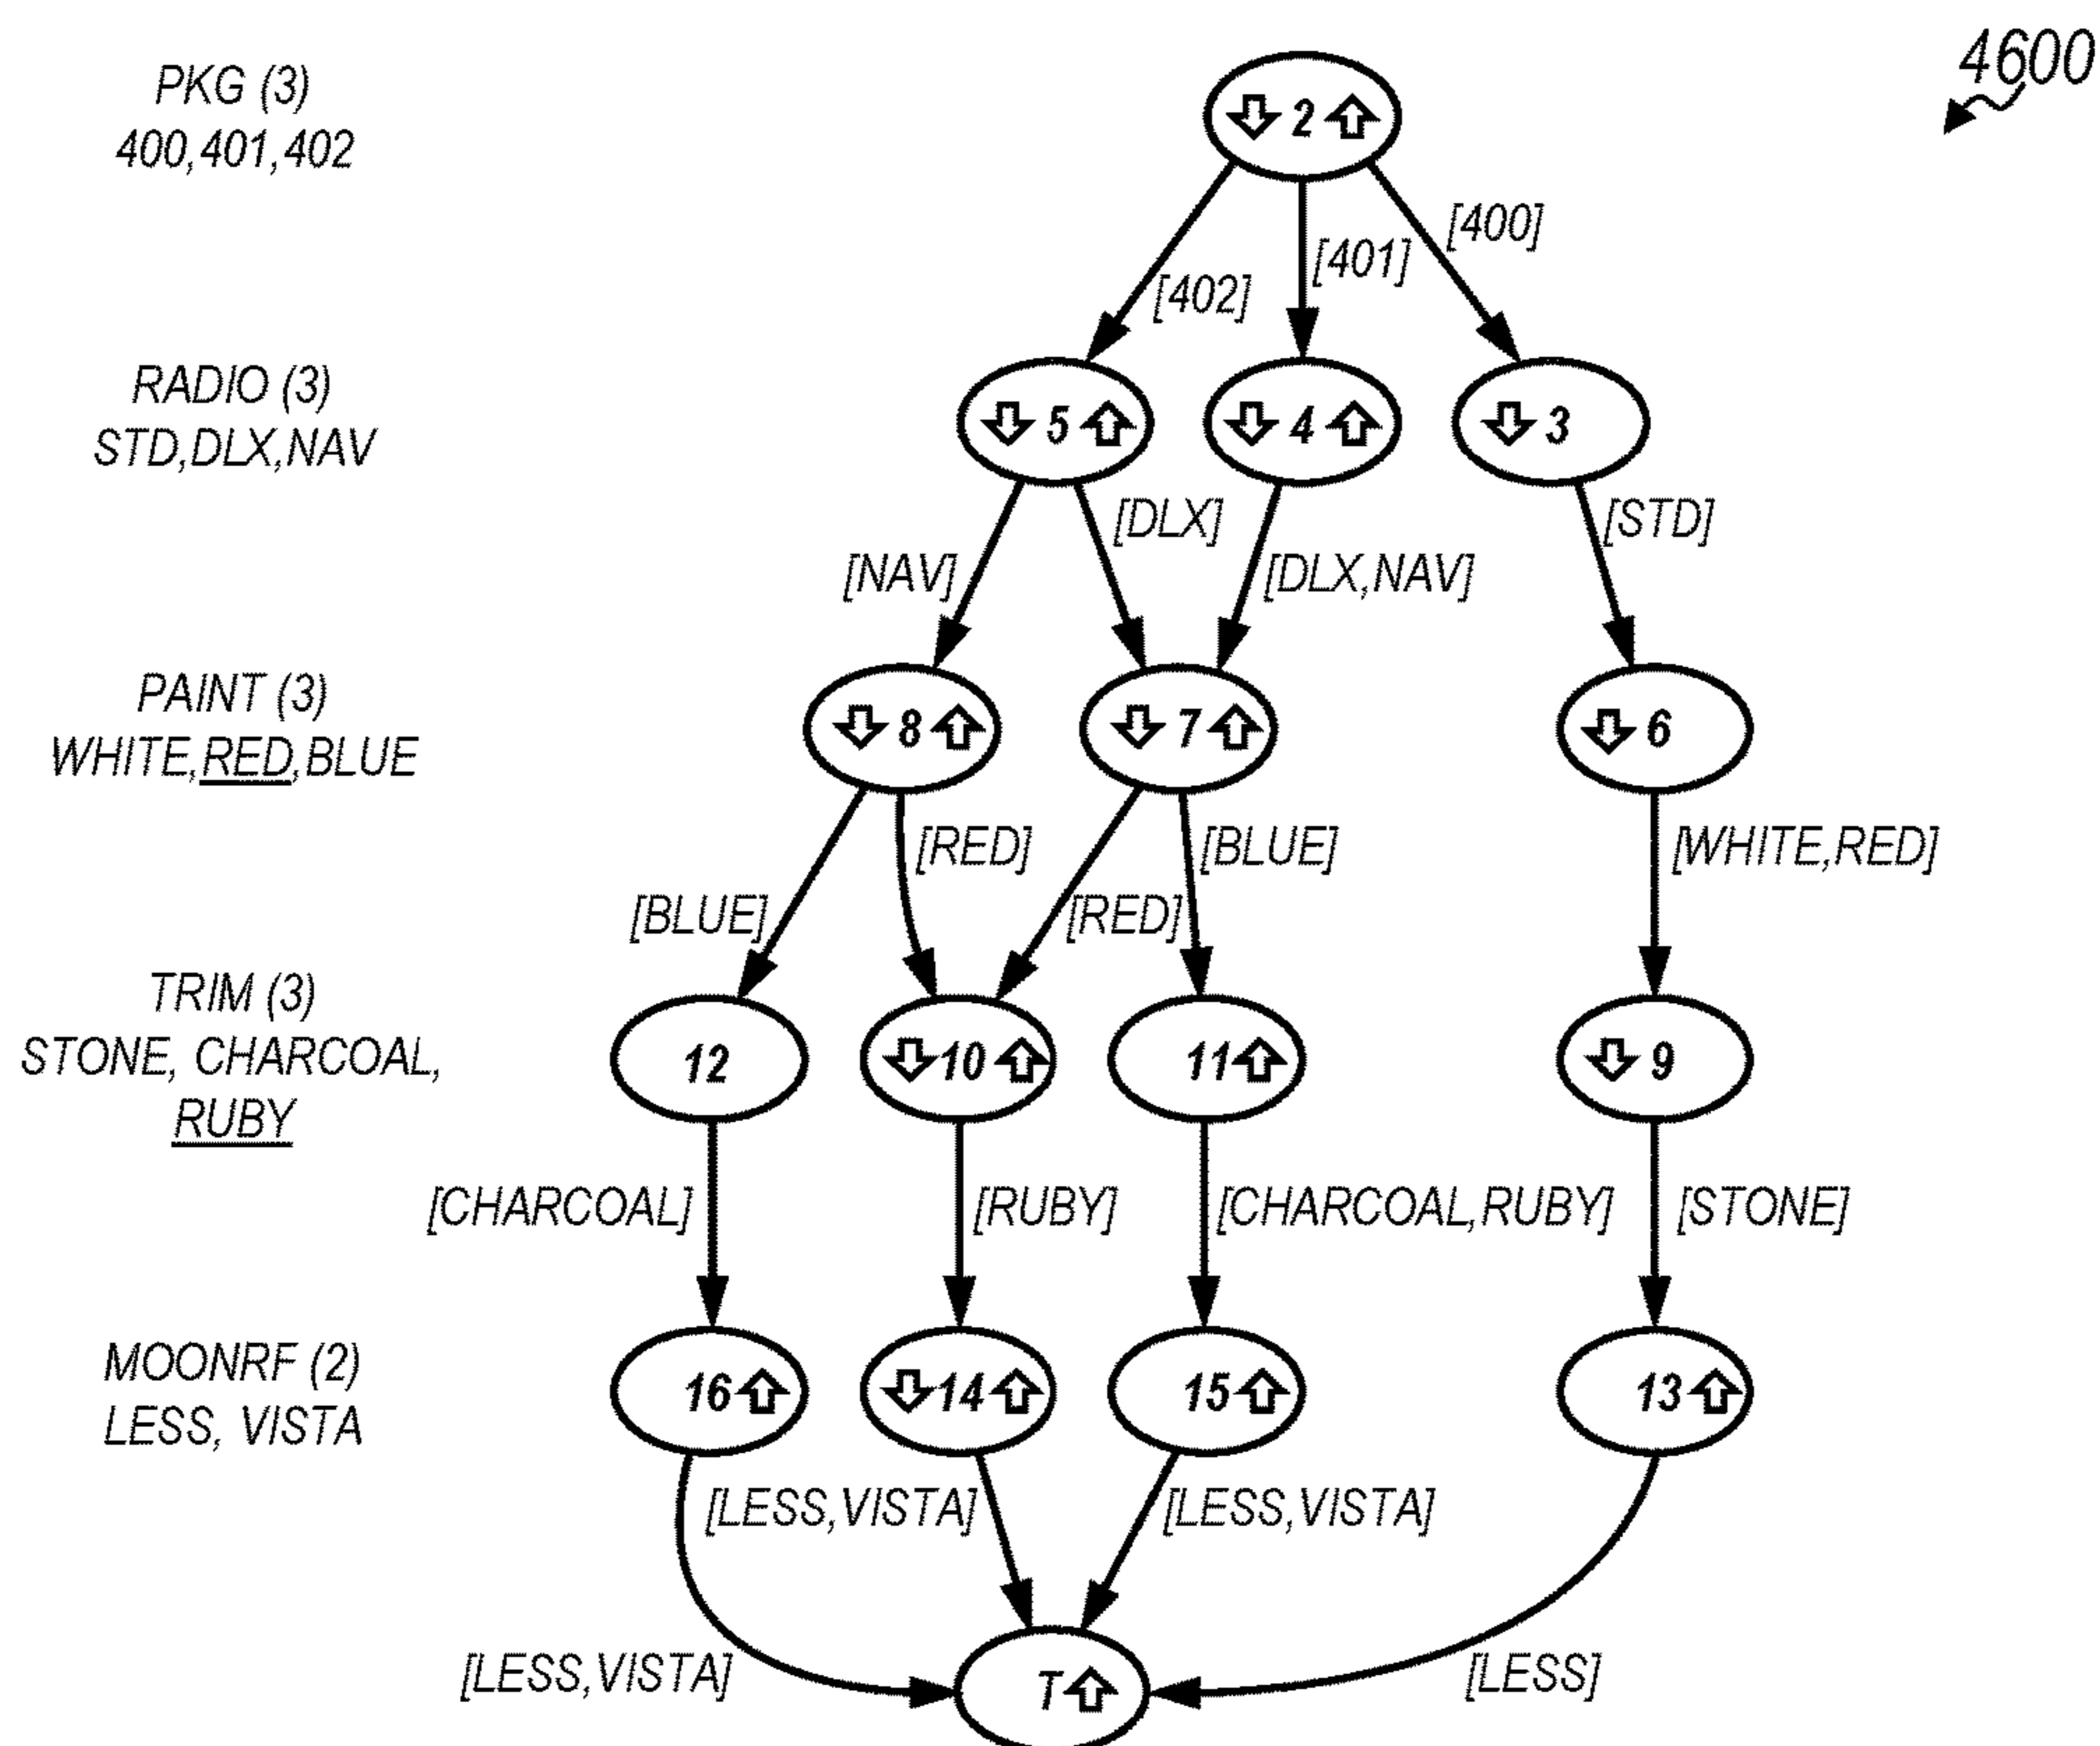 4600
PKG (3)
400,401,402
2
[402]
[401]
[400]
RADIO (3)
STD,DLX,NAV
5
4
3
[NAV]
[DLX]
[DLX,NAV]
[STD]
PAINT (3)
WHITE,RED,BLUE
8
7
6
[BLUE]
[RED]
[RED]
[BLUE]
[WHITE,RED]
TRIM (3)
STONE, CHARCOAL,
RUBY
12
10
11
9
[CHARCOAL]
[RUBY]
[CHARCOAL,RUBY]
[STONE]
MOONRF (2)
LESS, VISTA
16
14
15
13
[LESS,VISTA]
[LESS,VISTA]
[LESS,VISTA]
[LESS]
T